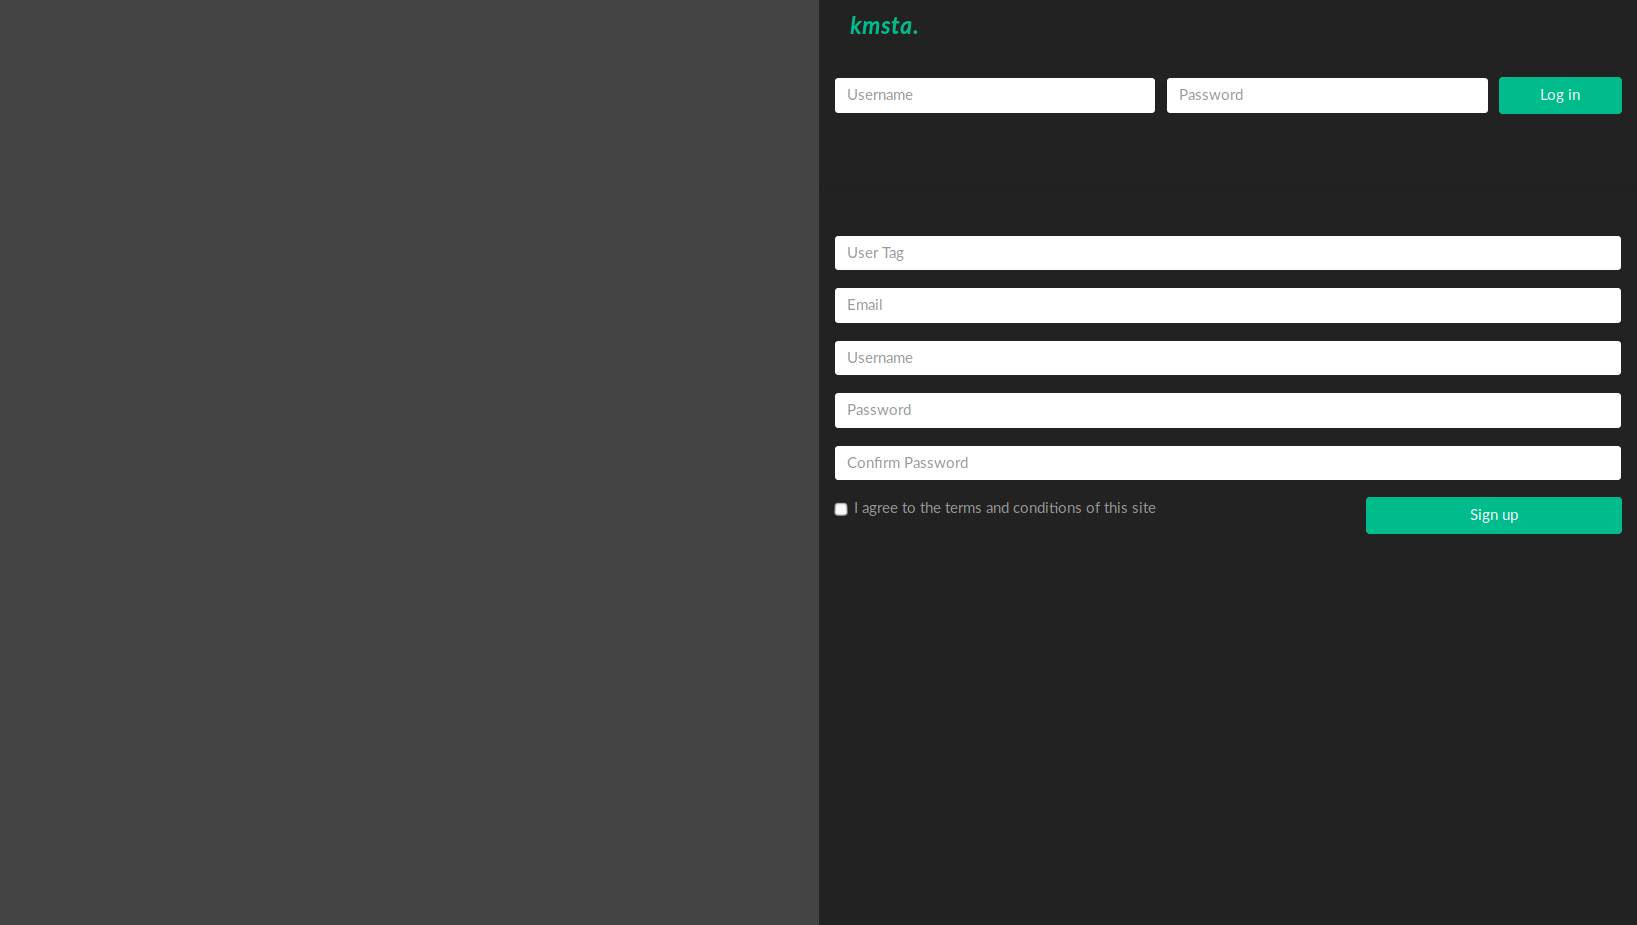 kmsta.
Username Password Log in
User Tag
Email
Username
Password
Confirm Password
I agree to the terms and conditions of this site Sign up